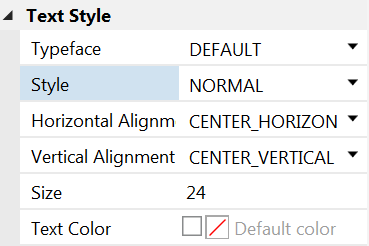 Text Style
Typeface DEFAULT
Style NORMAL
Horizontal Alignm CENTER_HORIZON
Vertical Alignment CENTER_VERTICAL
Size 24
Text Color Default color